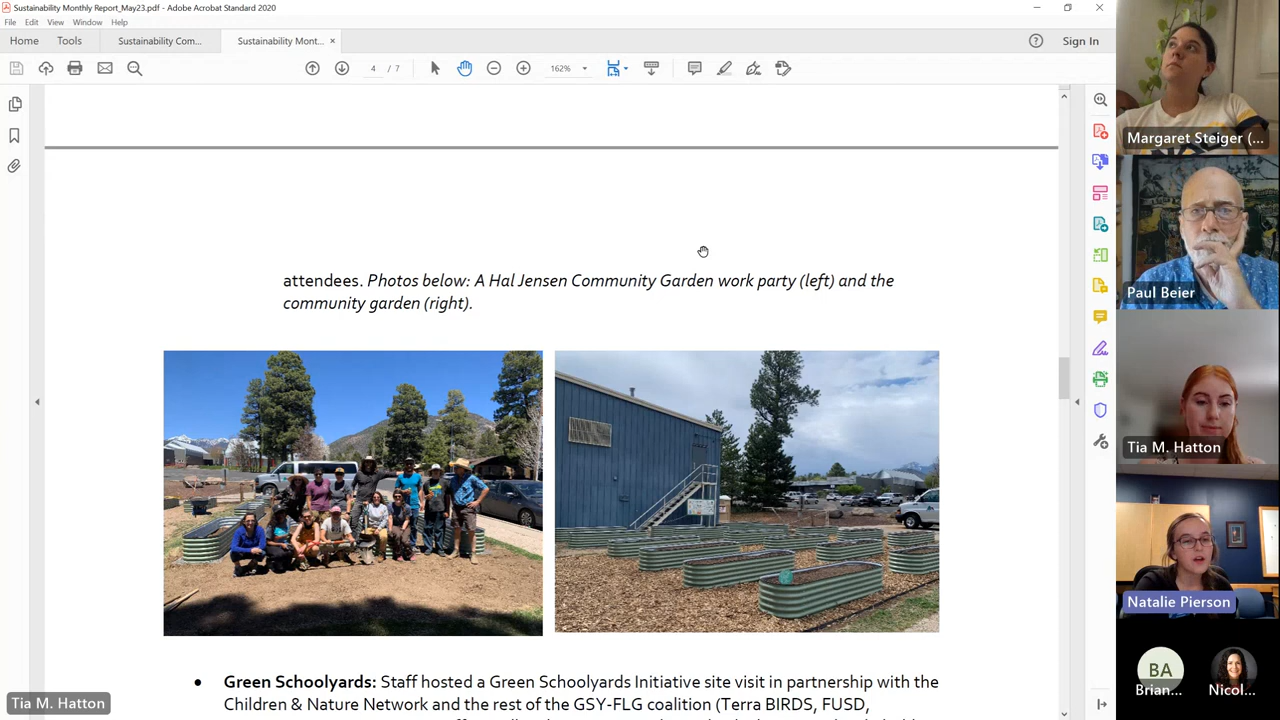 Sustainability Monthly Report_May23.pdf - Adobe Acrobat Standard 2020
File Edit View Window Help
Home Tools Sustainability Com... Sustainability Mont... × Sign In
4 / 7 162%
attendees. Photos below: A Hal Jensen Community Garden work party (left) and the
community garden (right).
• Green Schoolyards: Staff hosted a Green Schoolyards Initiative site visit in partnership with the
Children & Nature Network and the rest of the GSY-FLG coalition (Terra BIRDS, FUSD,
Tia M. Hatton
Margaret Steiger (...
Paul Beier
Tia M. Hatton
Natalie Pierson
BA
Brian...
Nicol...